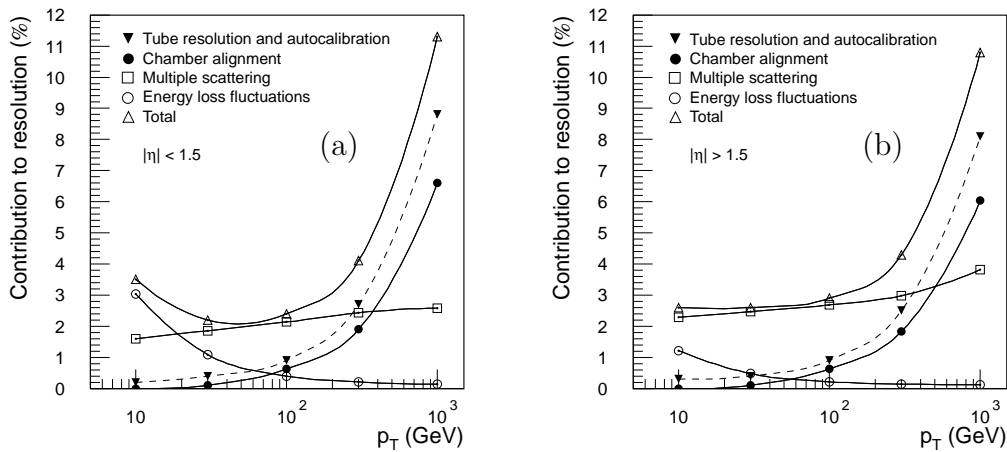 Contribution to resolution (%)
12
11
10
9
8
7
6
5
4
3
2
1
0
Tube resolution and autocalibration
Chamber alignment
Multiple scattering
Energy loss fluctuations
Total
|η| < 1.5
(a)
10
10²
10³
p_T (GeV)
Contribution to resolution (%)
12
11
10
9
8
7
6
5
4
3
2
1
0
Tube resolution and autocalibration
Chamber alignment
Multiple scattering
Energy loss fluctuations
Total
|η| > 1.5
(b)
10
10²
10³
p_T (GeV)